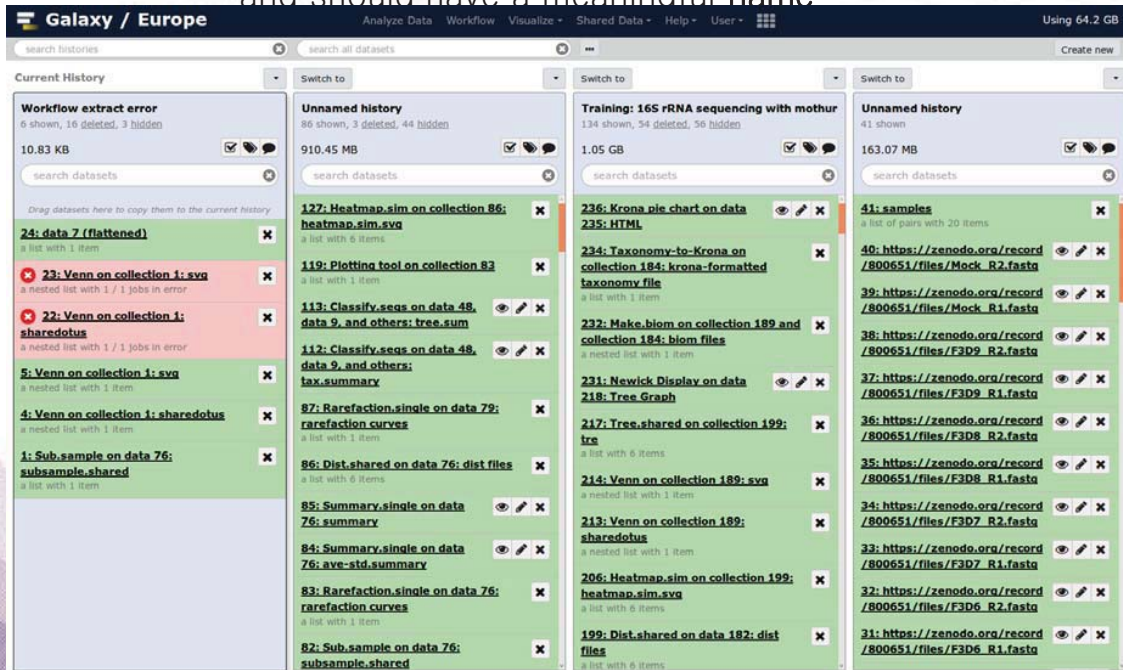 and should have a meaningful name
Galaxy / Europe
Analyze Data Workflow Visualize Shared Data Help User
Using 64.2 GB
search histories
search all datasets
Create new
Current History
Workflow extract error
6 shown, 16 deleted, 3 hidden
10.83 KB
search datasets
Drag datasets here to copy them to the current history
24: data 7 (flattened)
a list with 1 item
23: Venn on collection 1: svg
a nested list with 1 / 1 jobs in error
22: Venn on collection 1:
sharedotus
a nested list with 1 / 1 jobs in error
5: Venn on collection 1: svg
a nested list with 1 item
4: Venn on collection 1: sharedotus
a nested list with 1 item
1: Sub.sample on data 76:
subsample.shared
a list with 1 item
Switch to
Unnamed history
86 shown, 3 deleted, 44 hidden
910.45 MB
search datasets
127: Heatmap.sim on collection 86:
heatmap.sim.svg
a list with 6 items
119: Plotting tool on collection 83
a list with 1 item
113: Classify.seqs on data 48,
data 9, and others: tree.sum
112: Classify.seqs on data 48,
data 9, and others:
tax.summary
87: Rarefaction.single on data 79:
rarefaction curves
a list with 1 item
86: Dist.shared on data 76: dist files
a list with 6 items
85: Summary.single on data
76: summary
84: Summary.single on data
76: ave-std.summary
83: Rarefaction.single on data 76:
rarefaction curves
a list with 1 item
82: Sub.sample on data 76:
subsample.shared
Switch to
Training: 16S rRNA sequencing with mothur
134 shown, 54 deleted, 56 hidden
1.05 GB
search datasets
236: Krona pie chart on data
235: HTML
234: Taxonomy-to-Krona on
collection 184: krona-formatted
taxonomy file
a list with 1 item
232: Make.biom on collection 189 and
collection 184: biom files
a nested list with 1 item
231: Newick Display on data
218: Tree Graph
217: Tree.shared on collection 199:
tre
a list with 6 items
214: Venn on collection 189: svg
a nested list with 1 item
213: Venn on collection 189:
sharedotus
a nested list with 1 item
206: Heatmap.sim on collection 199:
heatmap.sim.svg
a list with 6 items
199: Dist.shared on data 182: dist
files
a list with 6 items
Switch to
Unnamed history
41 shown
163.07 MB
search datasets
41: samples
a list of pairs with 20 items
40: https://zenodo.org/record
/800651/files/Mock_R2.fastq
39: https://zenodo.org/record
/800651/files/Mock_R1.fastq
38: https://zenodo.org/record
/800651/files/F3D9_R2.fastq
37: https://zenodo.org/record
/800651/files/F3D9_R1.fastq
36: https://zenodo.org/record
/800651/files/F3D8_R2.fastq
35: https://zenodo.org/record
/800651/files/F3D8_R1.fastq
34: https://zenodo.org/record
/800651/files/F3D7_R2.fastq
33: https://zenodo.org/record
/800651/files/F3D7_R1.fastq
32: https://zenodo.org/record
/800651/files/F3D6_R2.fastq
31: https://zenodo.org/record
/800651/files/F3D6_R1.fastq